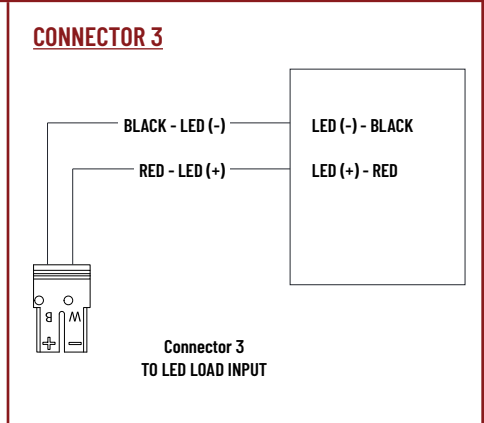 CONNECTOR 3
BLACK - LED (-)
LED (-) - BLACK
RED - LED (+)
LED (+) - RED
B W
+ −
Connector 3
TO LED LOAD INPUT